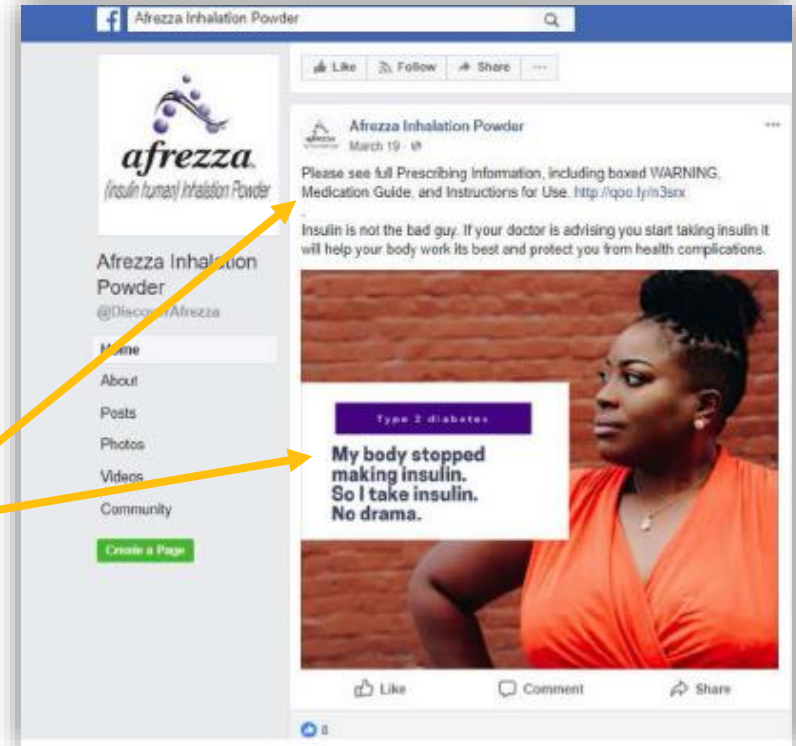 Afrezza Inhalation Powder
Like Follow Share
afrezza
(insulin human) Inhalation Powder
Afrezza Inhalation
Powder
@DiscoverAfrezza
Home
About
Posts
Photos
Videos
Community
Create a Page
Afrezza Inhalation Powder
March 19
Please see full Prescribing Information, including boxed WARNING,
Medication Guide, and Instructions for Use. http://qoo.ly/n3srx
.
Insulin is not the bad guy. If your doctor is advising you start taking insulin it
will help your body work its best and protect you from health complications.
Type 2 diabetes
My body stopped
making insulin.
So I take insulin.
No drama.
Like Comment Share
8